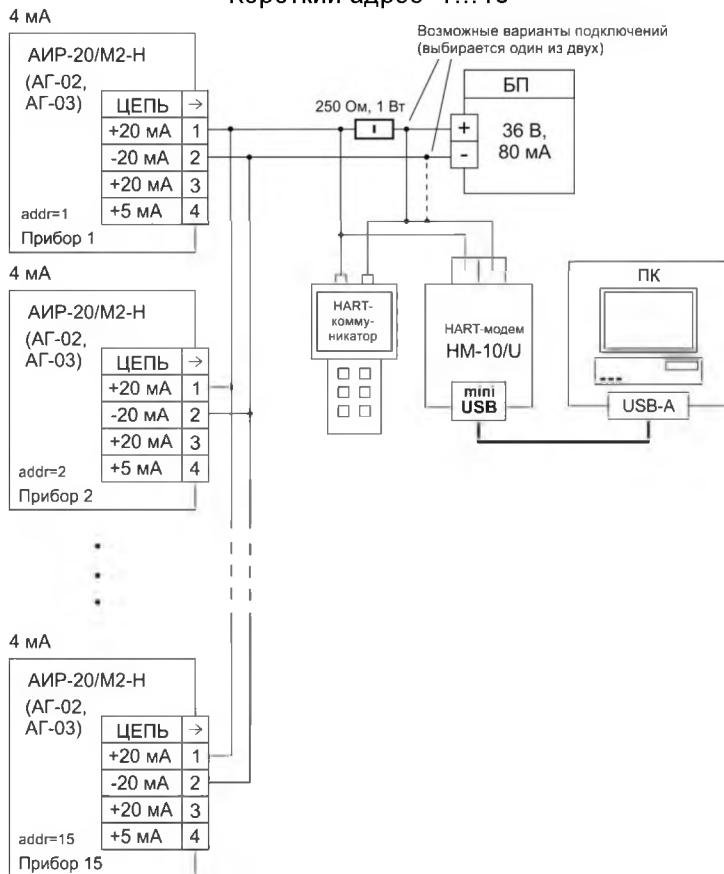 Короткий адрес 1...15
4 мА
АИР-20/М2-Н
(АГ-02,
АГ-03)
ЦЕПЬ →
+20 мА 1
-20 мА 2
+20 мА 3
+5 мА 4
addr=1
Прибор 1
Возможные варианты подключений
(выбирается один из двух)
250 Ом, 1 Вт
БП
+
-
36 В,
80 мА
4 мА
АИР-20/М2-Н
(АГ-02,
АГ-03)
ЦЕПЬ →
+20 мА 1
-20 мА 2
+20 мА 3
+5 мА 4
addr=2
Прибор 2
HART-
комму-
никатор
HART-модем
НМ-10/U
mini
USB
ПК
USB-A
4 мА
АИР-20/М2-Н
(АГ-02,
АГ-03)
ЦЕПЬ →
+20 мА 1
-20 мА 2
+20 мА 3
+5 мА 4
addr=15
Прибор 15